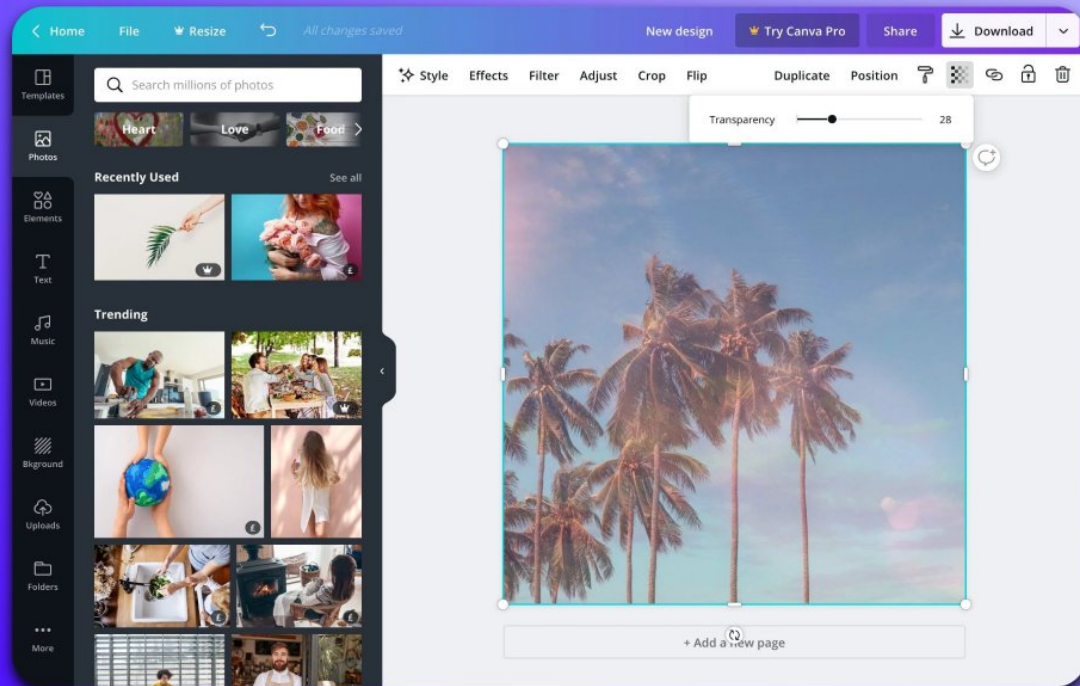 Home File Resize All changes saved New design Try Canva Pro Share Download
Templates
Photos
Elements
Text
Music
Videos
Bkground
Uploads
Folders
More
Search millions of photos
Heart Love Food
Recently Used See all
£
Trending
£
£
£ £
Style Effects Filter Adjust Crop Flip Duplicate Position
Transparency 28
+ Add a new page